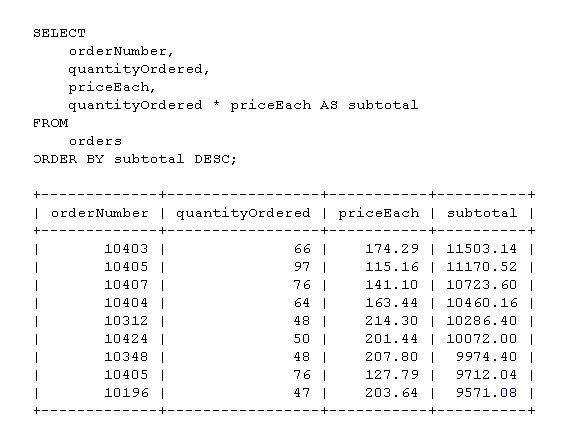 SELECT
    orderNumber,
    quantityOrdered,
    priceEach,
    quantityOrdered * priceEach AS subtotal
FROM
    orders
ORDER BY subtotal DESC;

+-------------+-----------------+-----------+----------+
| orderNumber | quantityOrdered | priceEach | subtotal |
+-------------+-----------------+-----------+----------+
|       10403 |              66 |    174.29 | 11503.14 |
|       10405 |              97 |    115.16 | 11170.52 |
|       10407 |              76 |    141.10 | 10723.60 |
|       10404 |              64 |    163.44 | 10460.16 |
|       10312 |              48 |    214.30 | 10286.40 |
|       10424 |              50 |    201.44 | 10072.00 |
|       10348 |              48 |    207.80 |  9974.40 |
|       10405 |              76 |    127.79 |  9712.04 |
|       10196 |              47 |    203.64 |  9571.08 |
+-------------+-----------------+-----------+----------+